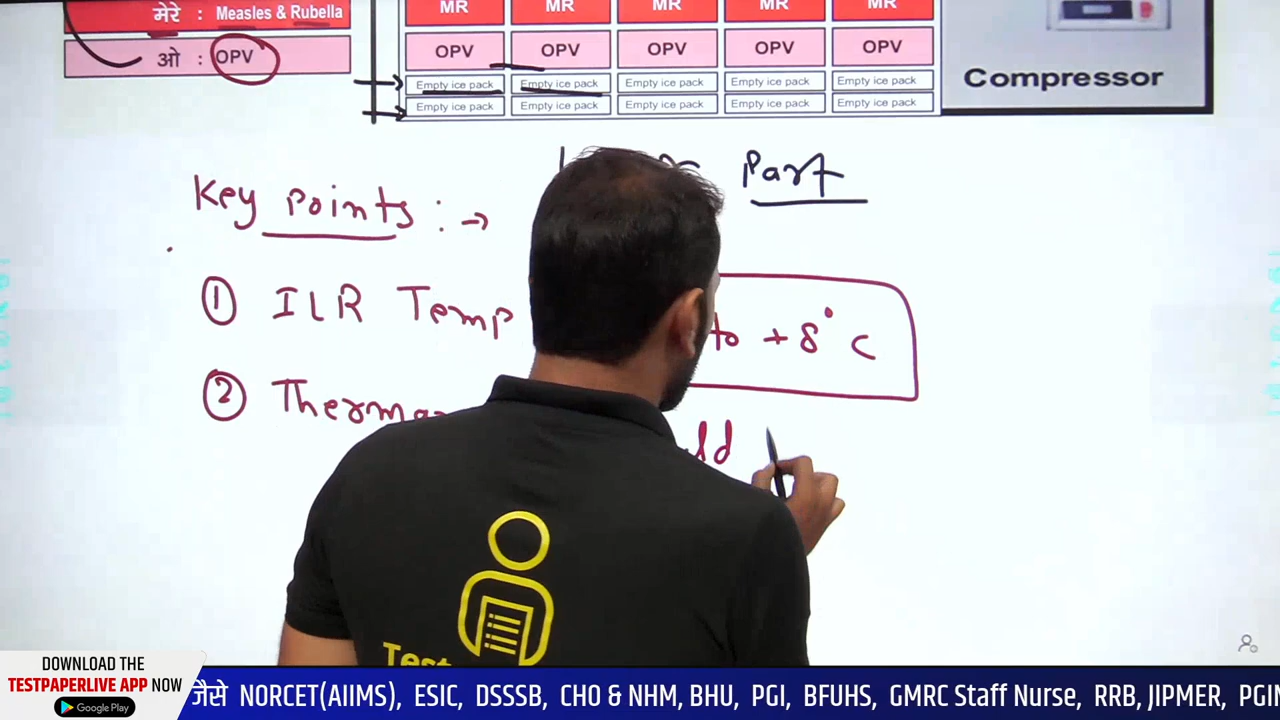 मेरे : Measles & Rubella
ओ : OPV
MR MR MR MR MR
OPV OPV OPV OPV OPV
Empty ice pack Empty ice pack Empty ice pack Empty ice pack Empty ice pack
Empty ice pack Empty ice pack Empty ice pack Empty ice pack Empty ice pack
Compressor
Part
Key Points :→
① ILR Temp to +8° C
②
Test
DOWNLOAD THE
TESTPAPERLIVE APP NOW
Google Play
जैसे NORCET(AIIMS), ESIC, DSSSB, CHO & NHM, BHU, PGI, BFUHS, GMRC Staff Nurse, RRB, JIPMER,